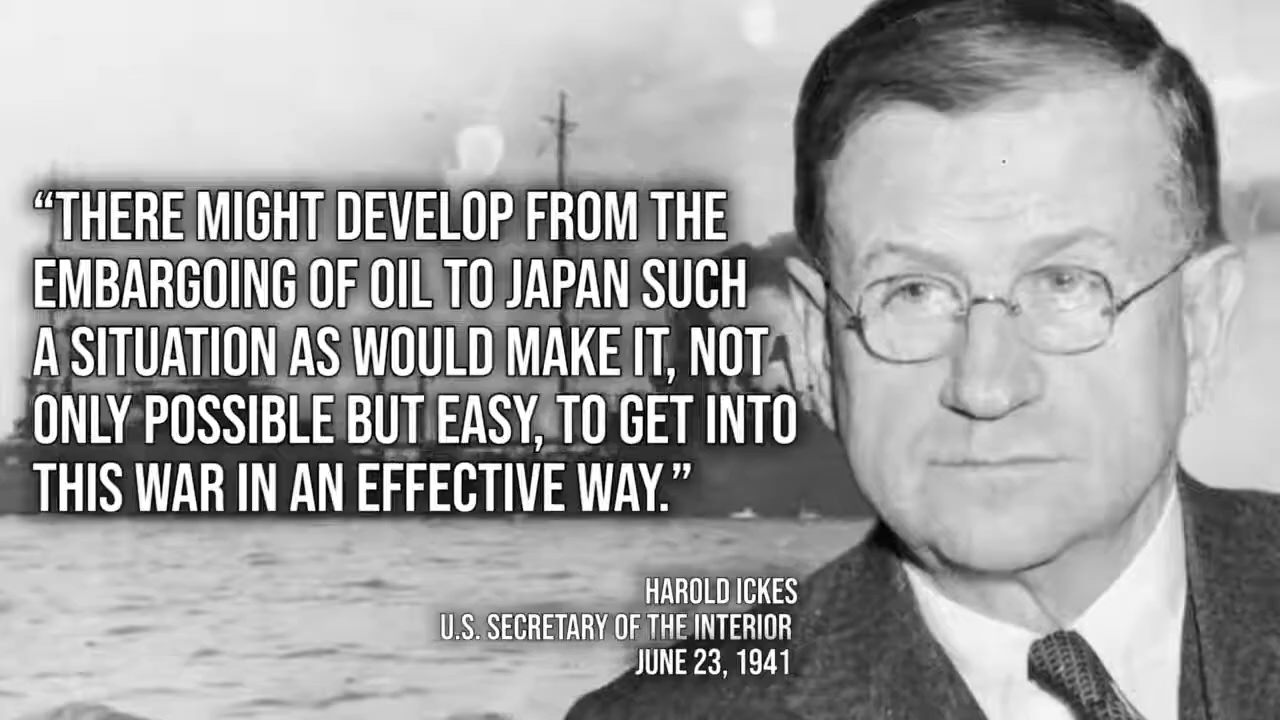 “THERE MIGHT DEVELOP FROM THE
EMBARGOING OF OIL TO JAPAN SUCH
A SITUATION AS WOULD MAKE IT, NOT
ONLY POSSIBLE BUT EASY, TO GET INTO
THIS WAR IN AN EFFECTIVE WAY.”
HAROLD ICKES
U.S. SECRETARY OF THE INTERIOR
JUNE 23, 1941